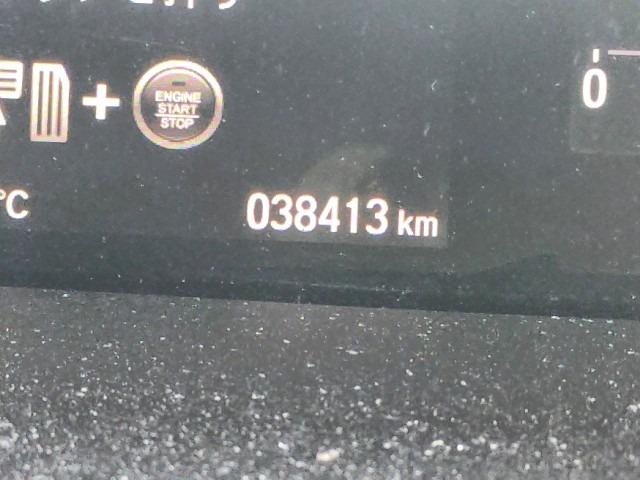 + ENGINE
START
STOP
0
°C
038413 km